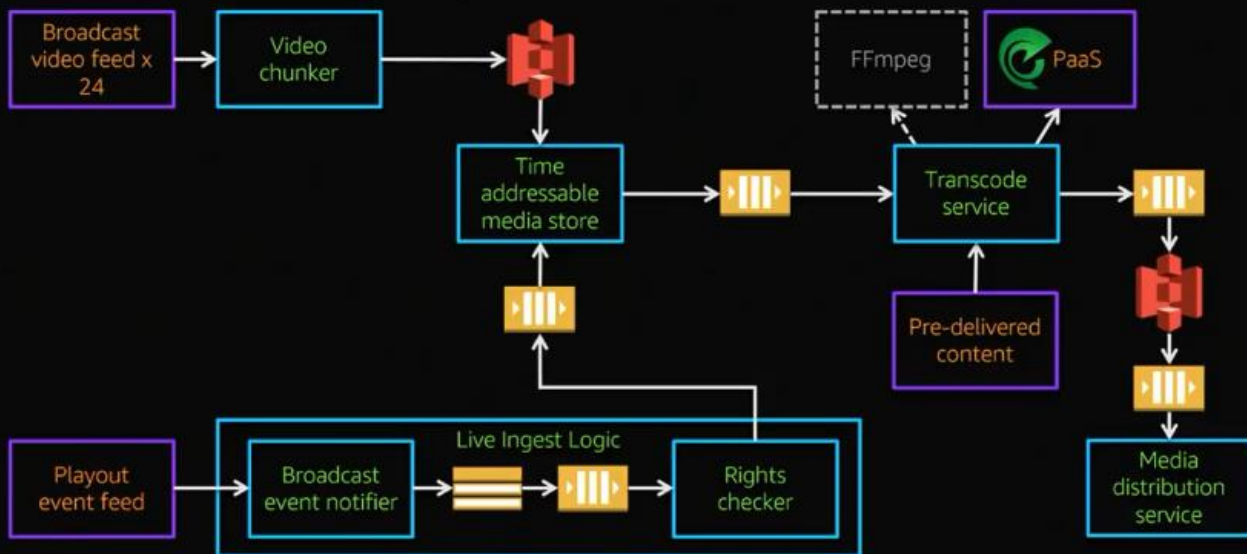 Broadcast
video feed x
24
Video
chunker
FFmpeg
PaaS
Time
addressable
media store
Transcode
service
Pre-delivered
content
Live Ingest Logic
Playout
event feed
Broadcast
event notifier
Rights
checker
Media
distribution
service